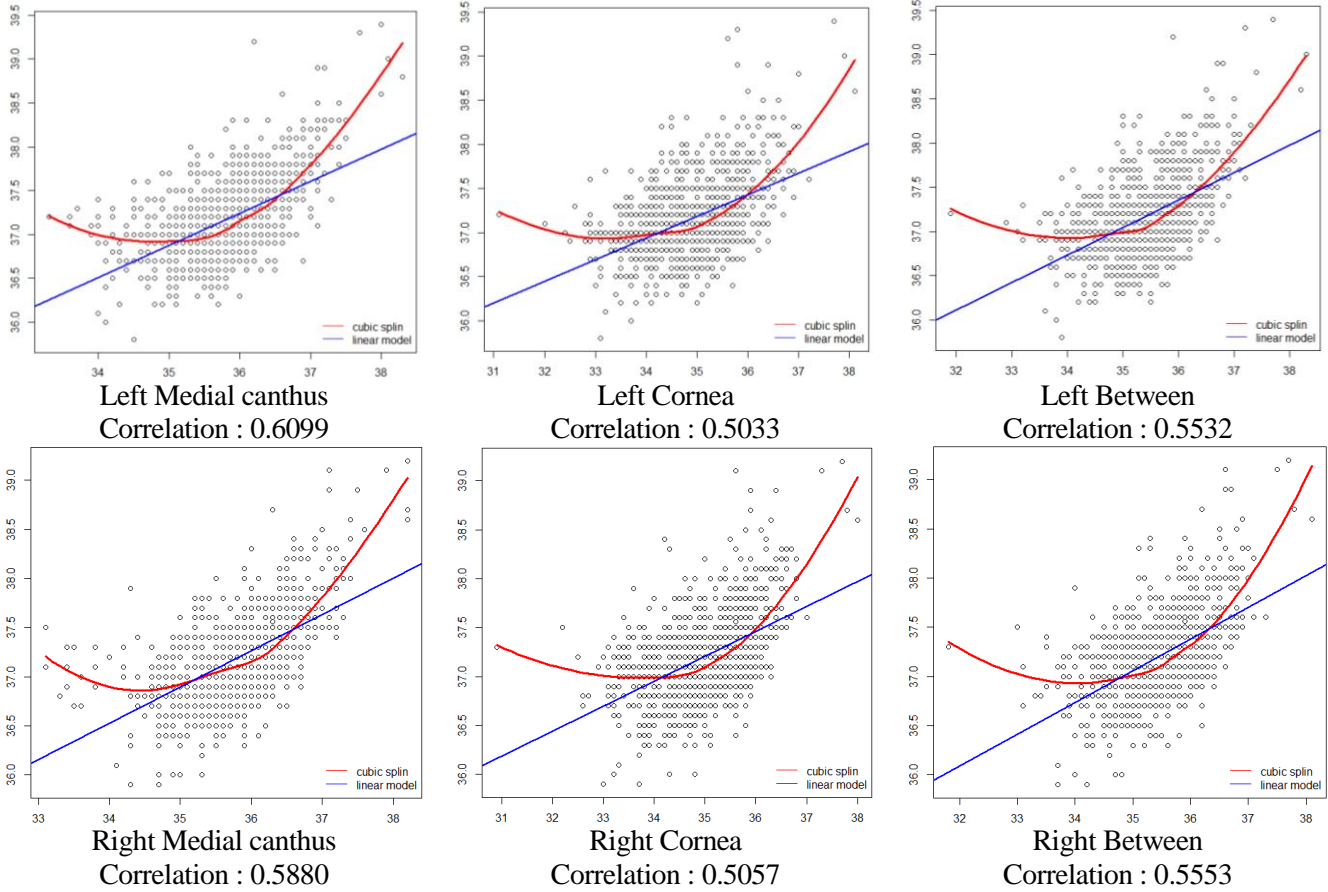 39.5
39.0
38.5
38.0
37.5
37.0
36.5
36.0
cubic splin
linear model
34 35 36 37 38
Left Medial canthus
Correlation : 0.6099
39.5
39.0
38.5
38.0
37.5
37.0
36.5
36.0
cubic splin
linear model
31 32 33 34 35 36 37 38
Left Cornea
Correlation : 0.5033
39.5
39.0
38.5
38.0
37.5
37.0
36.5
36.0
cubic splin
linear model
32 33 34 35 36 37 38
Left Between
Correlation : 0.5532
39.0
38.5
38.0
37.5
37.0
36.5
36.0
cubic splin
linear model
33 34 35 36 37 38
Right Medial canthus
Correlation : 0.5880
39.0
38.5
38.0
37.5
37.0
36.5
36.0
cubic splin
linear model
31 32 33 34 35 36 37 38
Right Cornea
Correlation : 0.5057
39.0
38.5
38.0
37.5
37.0
36.5
36.0
cubic splin
linear model
32 33 34 35 36 37 38
Right Between
Correlation : 0.5553